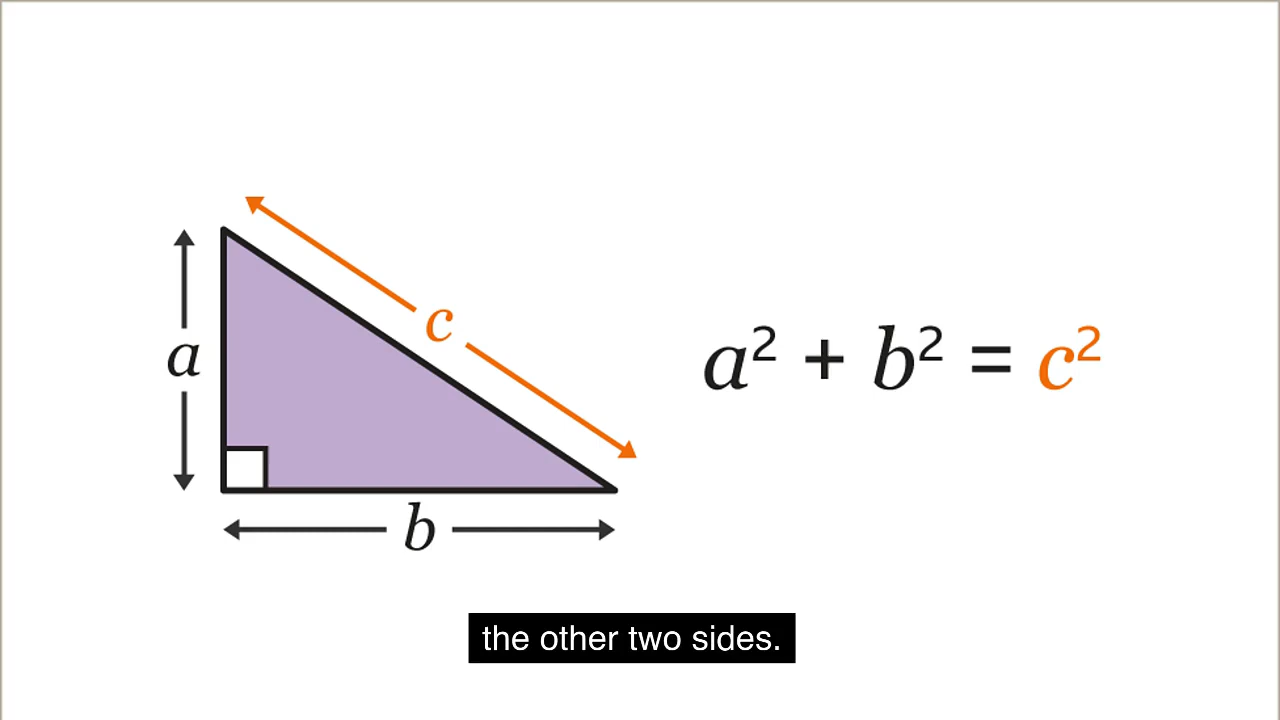 c
a
a² + b² = c²
b
the other two sides.